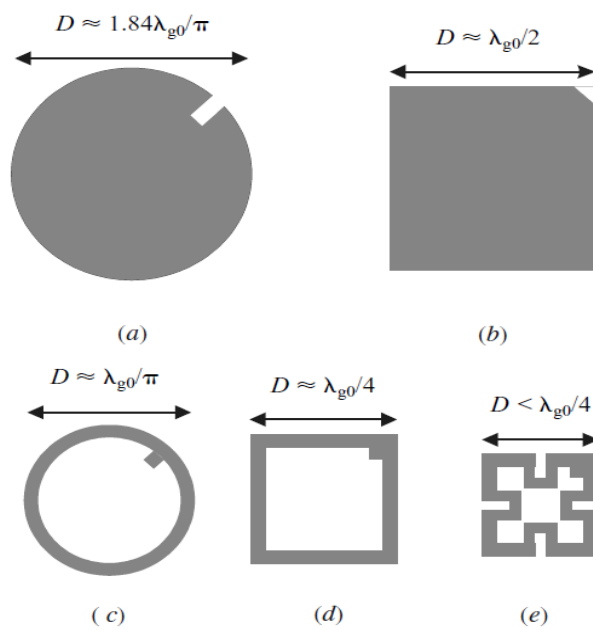 D ≈ 1.84λg0/π
D ≈ λg0/2
(a)
(b)
D ≈ λg0/π
D ≈ λg0/4
D < λg0/4
( c)
(d)
(e)